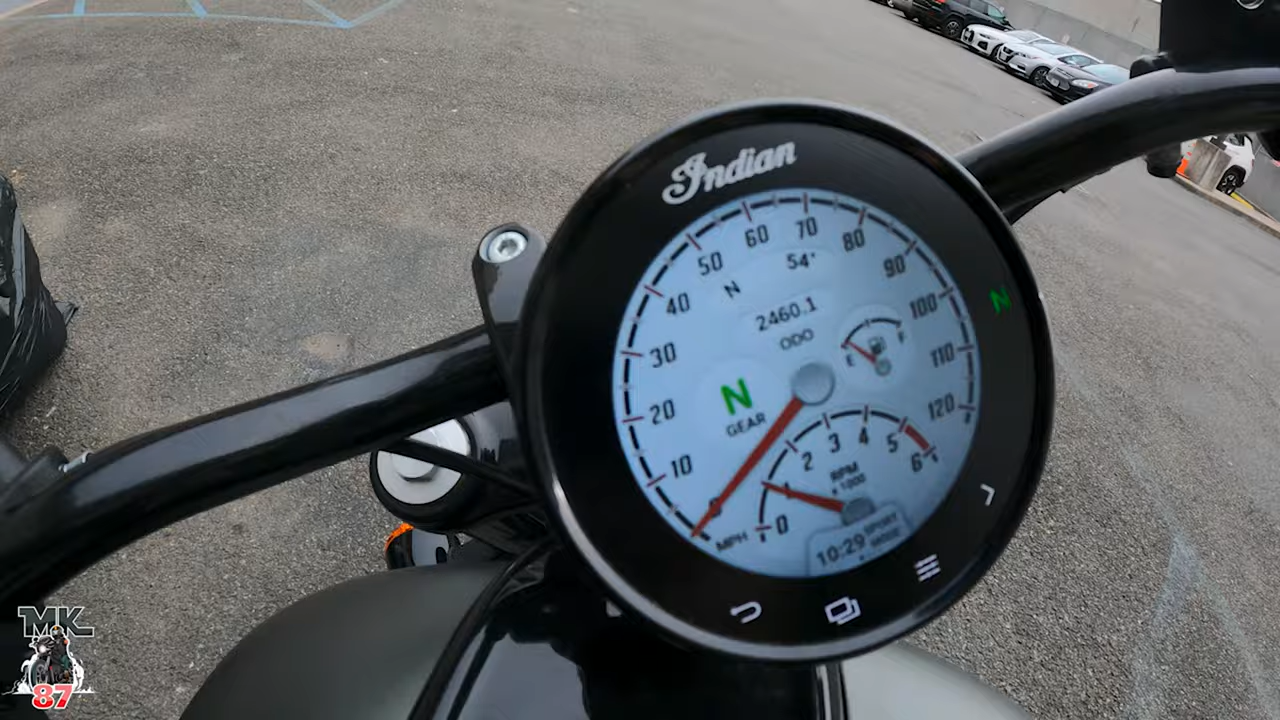 Indian
60 70 80
50 54° 90
N
40 2460.1 100
ODO
E F
30 110
N
GEAR
20 120
3 4 5
2 6
10 RPM
x 1000
1
0 0
MPH
10:29 SPORT
MODE
N
MK
87